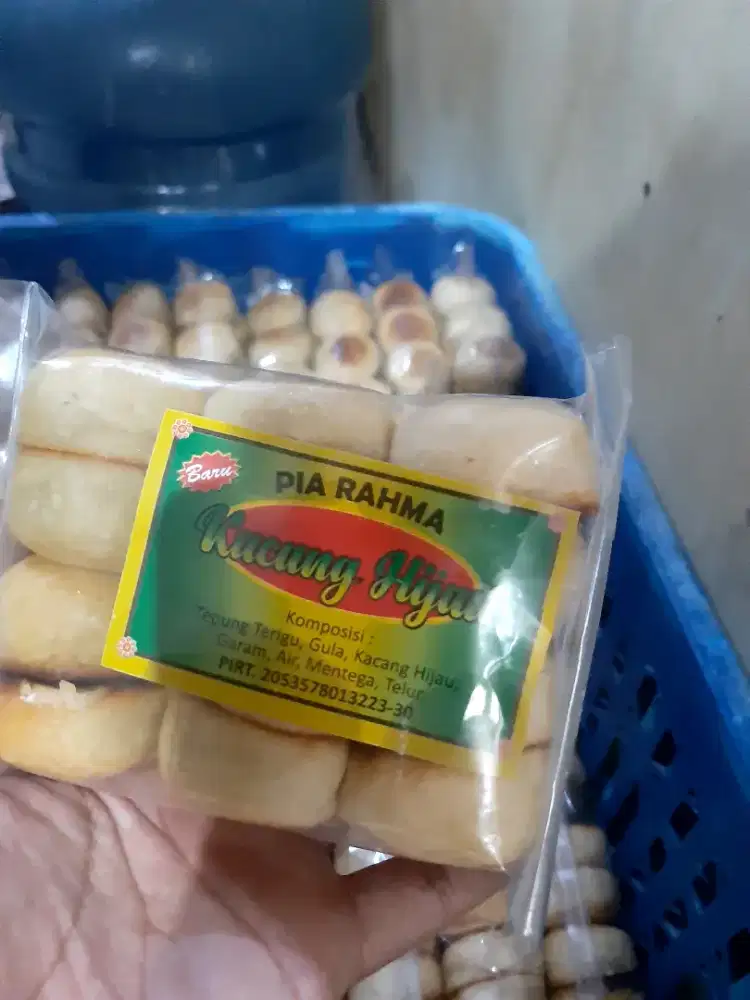 Baru
PIA RAHMA
Kacang Hijau
Komposisi :
Tepung Terigu, Gula, Kacang Hijau,
Garam, Air, Mentega, Telur
PIRT. 2053578013223-30